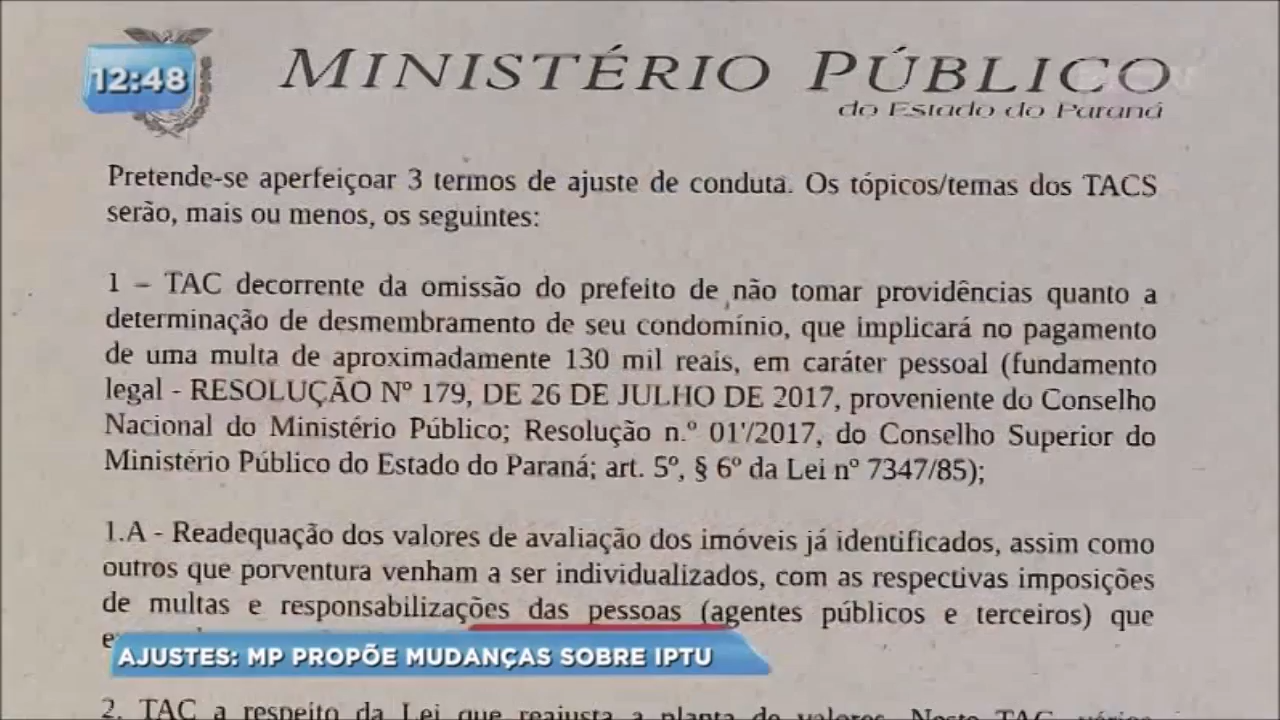 12:48
MINISTÉRIO PÚBLICO
do Estado do Paraná
Pretende-se aperfeiçoar 3 termos de ajuste de conduta. Os tópicos/temas dos TACS
serão, mais ou menos, os seguintes:
1 – TAC decorrente da omissão do prefeito de não tomar providências quanto a
determinação de desmembramento de seu condomínio, que implicará no pagamento
de uma multa de aproximadamente 130 mil reais, em caráter pessoal (fundamento
legal - RESOLUÇÃO Nº 179, DE 26 DE JULHO DE 2017, proveniente do Conselho
Nacional do Ministério Público; Resolução n.º 01'/2017, do Conselho Superior do
Ministério Público do Estado do Paraná; art. 5º, § 6º da Lei nº 7347/85);
1.A - Readequação dos valores de avaliação dos imóveis já identificados, assim como
outros que porventura venham a ser individualizados, com as respectivas imposições
de multas e responsabilizações das pessoas (agentes públicos e terceiros) que
AJUSTES: MP PROPÕE MUDANÇAS SOBRE IPTU
2. TAC a respeito da Lei que reajusta a planta de valores. Neste TAC, vários